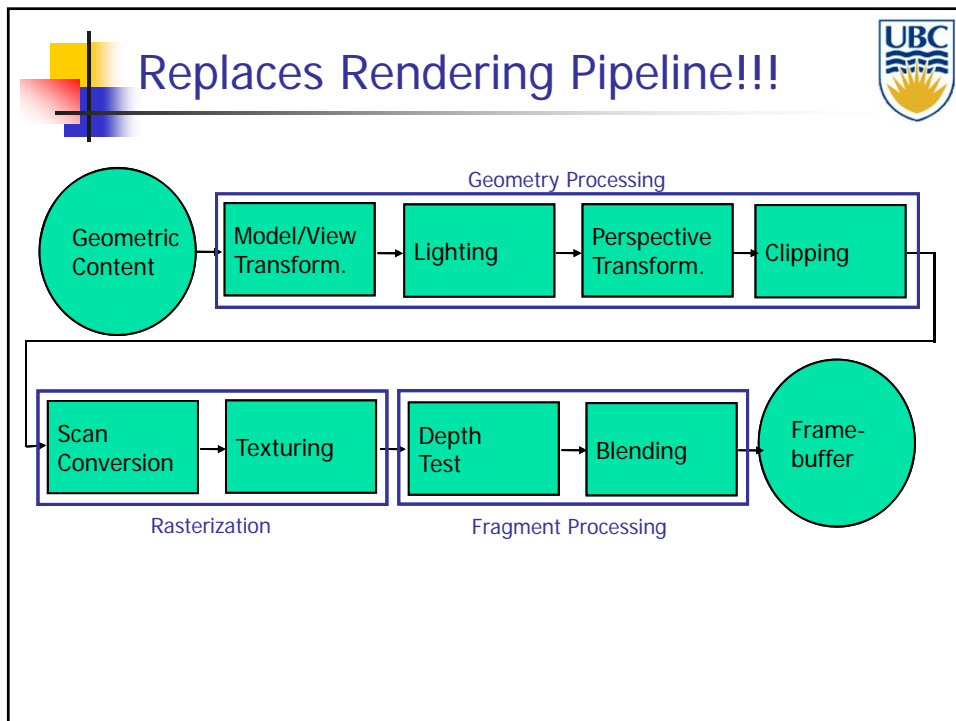 Replaces Rendering Pipeline!!!
UBC
Geometry Processing
Geometric
Content
Model/View
Transform.
Lighting
Perspective
Transform.
Clipping
Scan
Conversion
Texturing
Depth
Test
Blending
Frame-
buffer
Rasterization
Fragment Processing